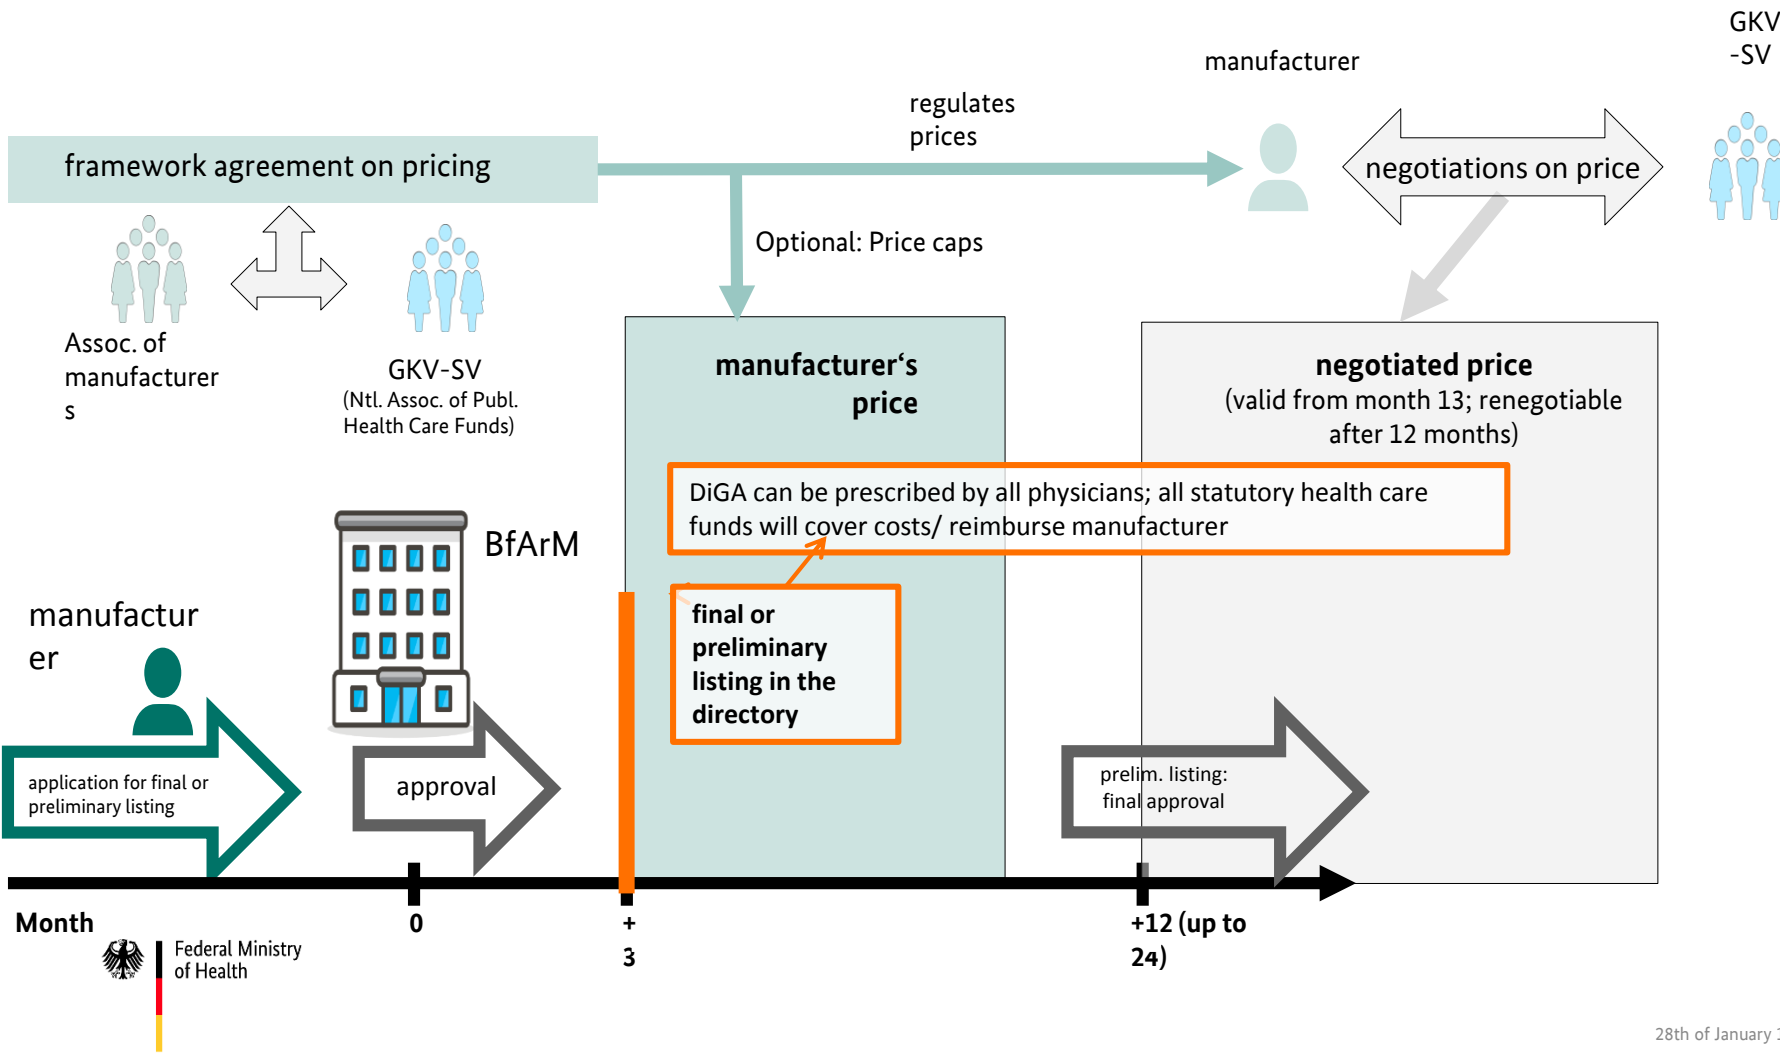 GKV
-SV
manufacturer
regulates
prices
framework agreement on pricing
negotiations on price
Optional: Price caps
Assoc. of
manufacturer
s
GKV-SV
(Ntl. Assoc. of Publ.
Health Care Funds)
manufacturer‘s
price
negotiated price
(valid from month 13; renegotiable
after 12 months)
DiGA can be prescribed by all physicians; all statutory health care
funds will cover costs/ reimburse manufacturer
BfArM
manufactur
er
final or
preliminary
listing in the
directory
application for final or
preliminary listing
approval
prelim. listing:
final approval
Month
0
+
3
+12 (up to
24)
Federal Ministry
of Health
28th of January